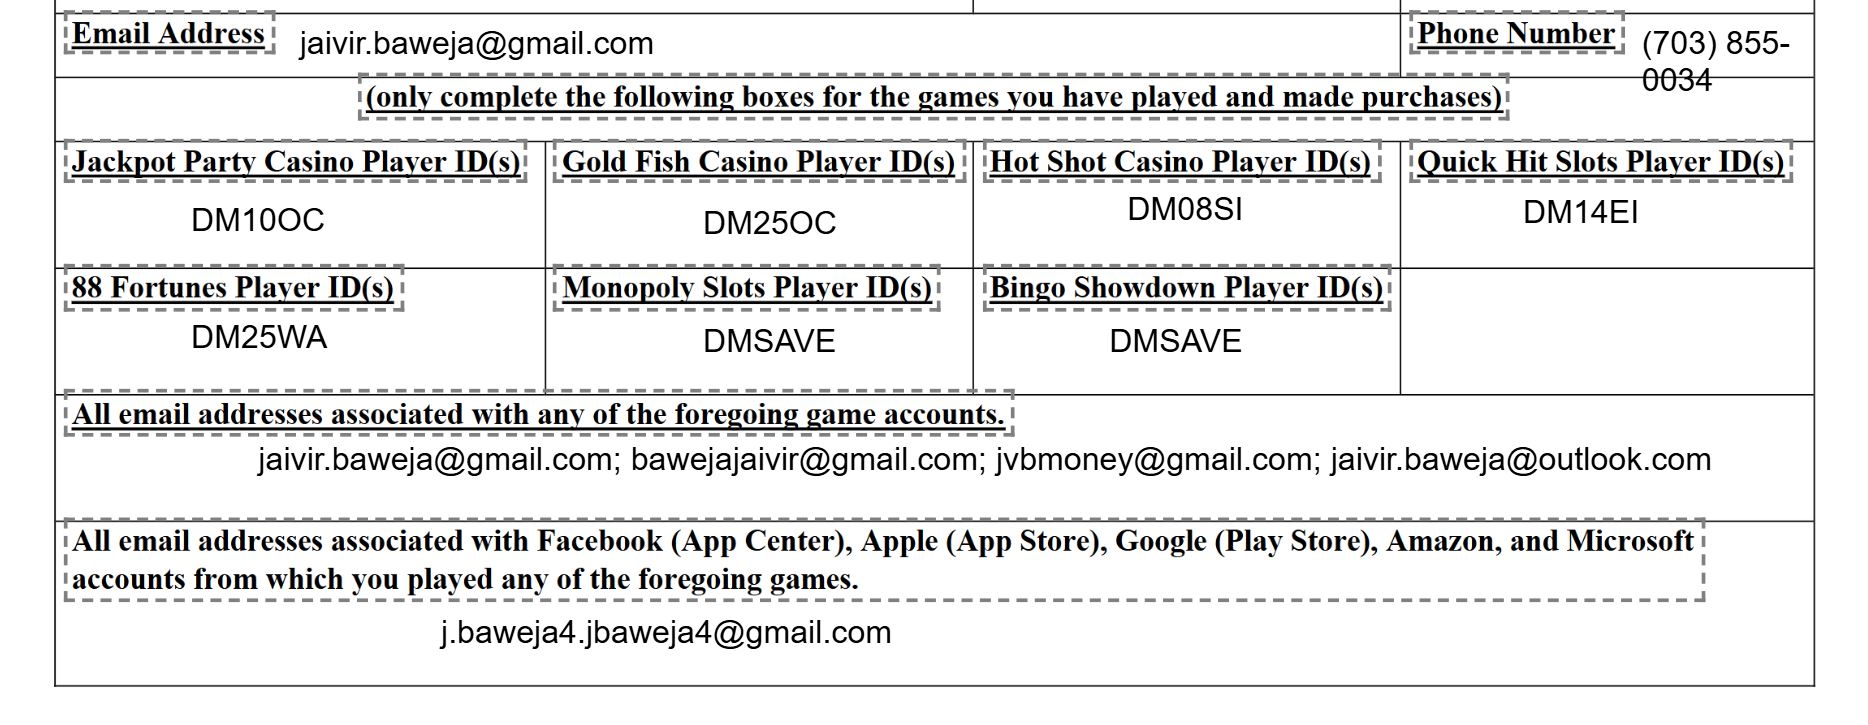 Email Address jaivir.baweja@gmail.com Phone Number (703) 855-
0034
(only complete the following boxes for the games you have played and made purchases)
Jackpot Party Casino Player ID(s) Gold Fish Casino Player ID(s) Hot Shot Casino Player ID(s) Quick Hit Slots Player ID(s)
DM10OC DM25OC DM08SI DM14EI
88 Fortunes Player ID(s) Monopoly Slots Player ID(s) Bingo Showdown Player ID(s)
DM25WA DMSAVE DMSAVE
All email addresses associated with any of the foregoing game accounts.
jaivir.baweja@gmail.com; bawejajaivir@gmail.com; jvbmoney@gmail.com; jaivir.baweja@outlook.com
All email addresses associated with Facebook (App Center), Apple (App Store), Google (Play Store), Amazon, and Microsoft
accounts from which you played any of the foregoing games.
j.baweja4.jbaweja4@gmail.com